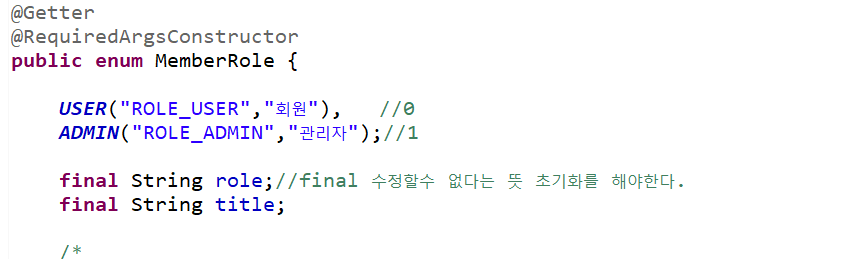 @Getter
@RequiredArgsConstructor
public enum MemberRole {
USER("ROLE_USER","회원"), //0
ADMIN("ROLE_ADMIN","관리자");//1
final String role;//final 수정할수 없다는 뜻 초기화를 해야한다.
final String title;
/*